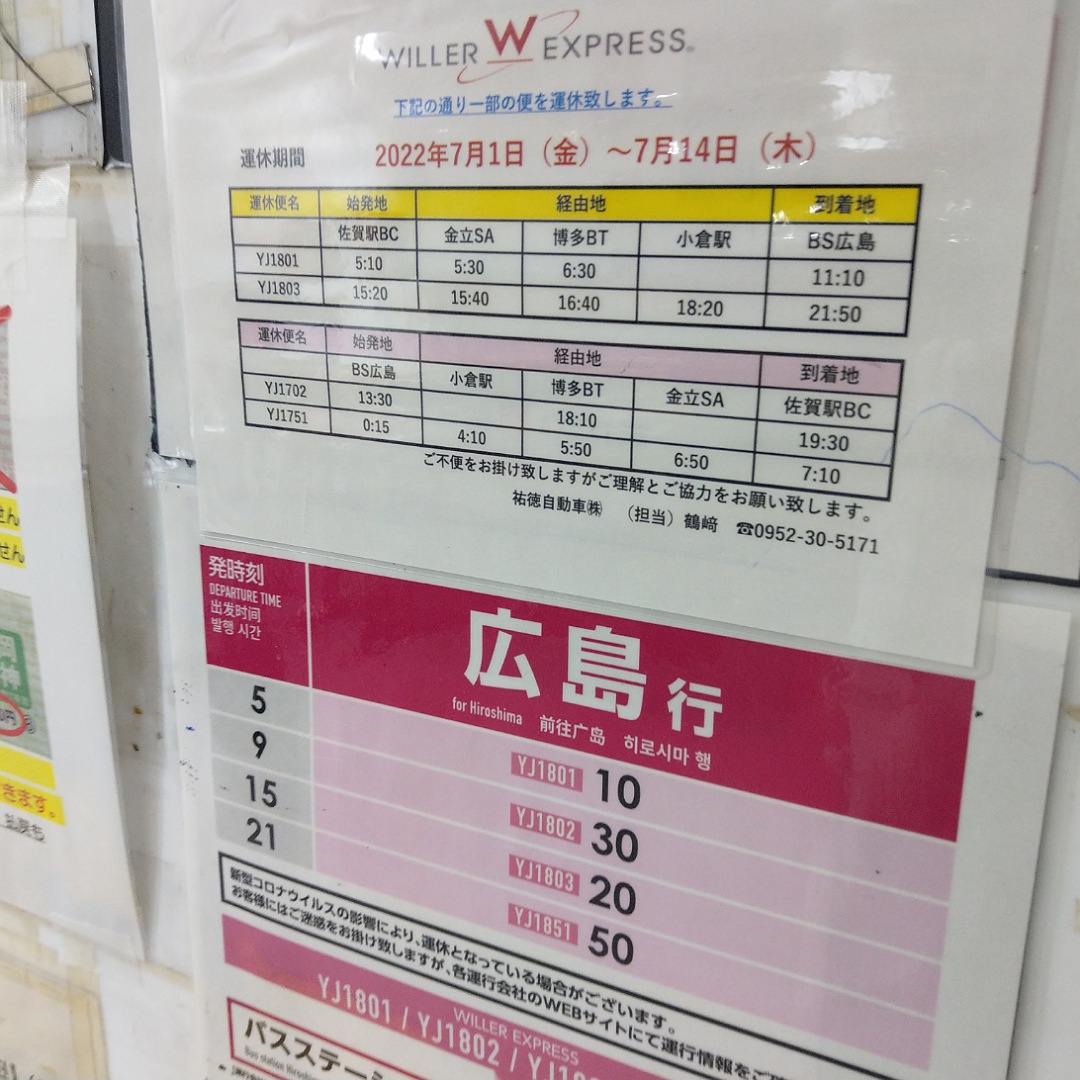 WILLER EXPRESS
下記の通り一部の便を運休致します。
運休期間 2022年7月1日（金）～7月14日（木）
運休便名 始発地 経由地 到着地
佐賀駅BC 金立SA 博多BT 小倉駅 BS広島
YJ1801 5:10 5:30 6:30 11:10
YJ1803 15:20 15:40 16:40 18:20 21:50
運休便名 始発地 経由地 到着地
BS広島 小倉駅 博多BT 金立SA 佐賀駅BC
YJ1702 13:30 18:10 19:30
YJ1751 0:15 4:10 5:50 6:50 7:10
ご不便をお掛け致しますがご理解とご協力をお願い致します。
祐徳自動車㈱ （担当）鶴﨑 ☎0952-30-5171
発時刻
DEPARTURE TIME
出发时间
발행 시간
広島行
for Hiroshima 前往广岛 히로시마 행
5 YJ1801 10
9 YJ1802 30
15 YJ1803 20
21 YJ1851 50
新型コロナウイルスの影響により、運休となっている場合がございます。
お客様にはご迷惑をお掛け致しますが、各運行会社のWEBサイトにて運行情報をご
WILLER EXPRESS
YJ1801 / YJ1802 /
バスステー
Bus station
せん
せん
きます。